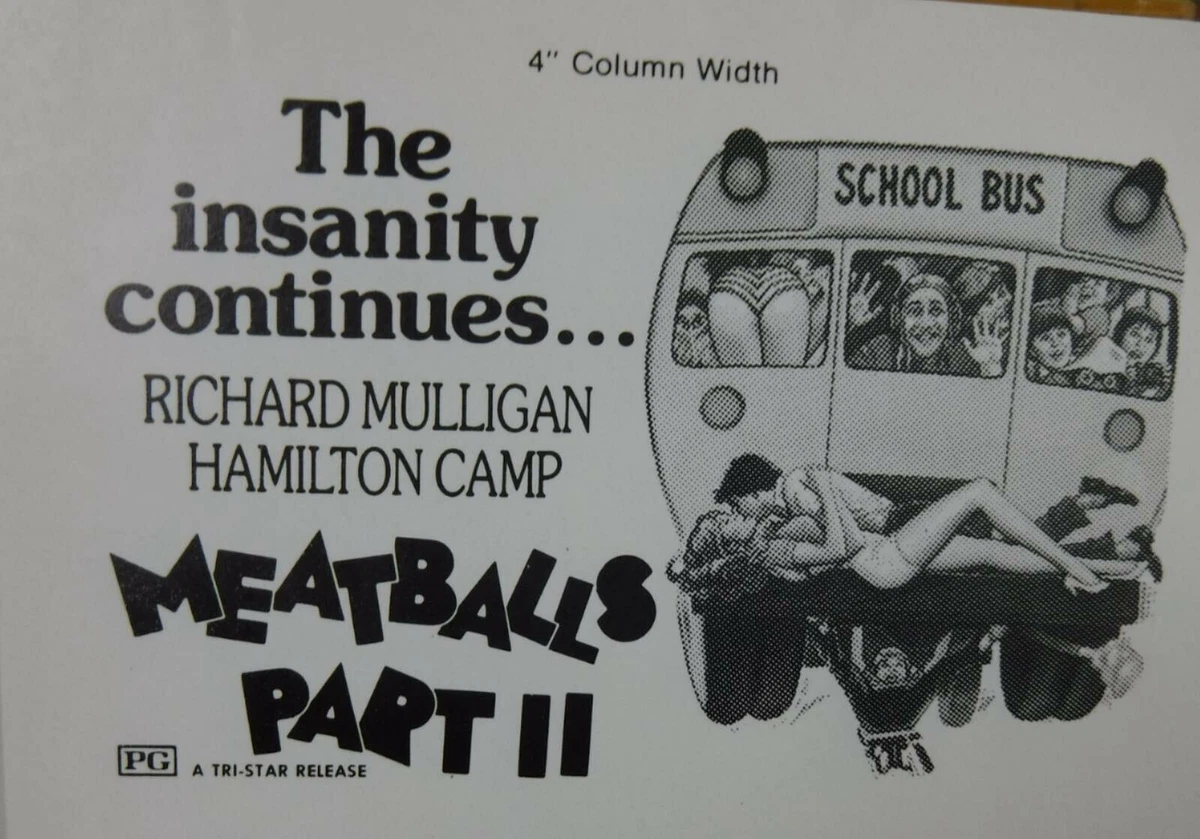 4" Column Width
The
insanity
continues...
RICHARD MULLIGAN
HAMILTON CAMP
MEATBALLS
PART II
PG A TRI-STAR RELEASE
SCHOOL BUS